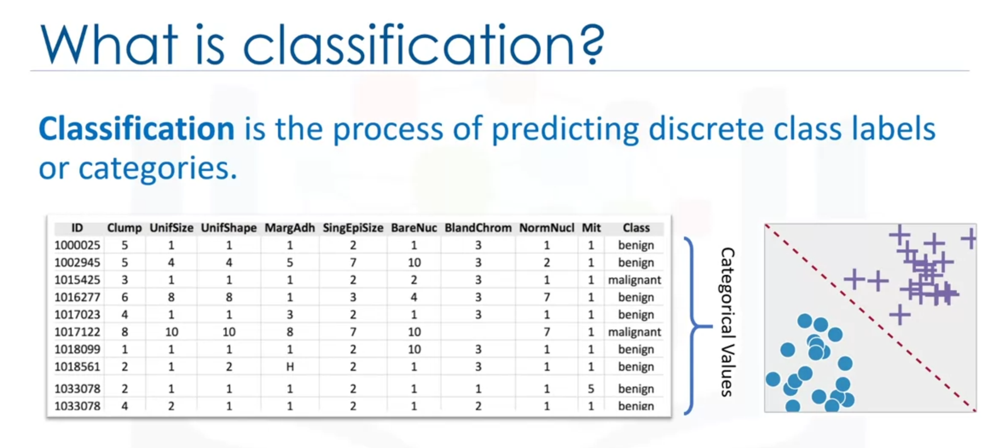 What is classification?
Classification is the process of predicting discrete class labels
or categories.
ID Clump UnifSize UnifShape MargAdh SingEpiSize BareNuc BlandChrom NormNucl Mit Class
1000025 5 1 1 1 2 1 3 1 1 benign
1002945 5 4 4 5 7 10 3 2 1 benign
1015425 3 1 1 1 2 2 3 1 1 malignant
1016277 6 8 8 1 3 4 3 7 1 benign
1017023 4 1 1 3 2 1 3 1 1 benign
1017122 8 10 10 8 7 10 7 1 malignant
1018099 1 1 1 1 2 10 3 1 1 benign
1018561 2 1 2 H 2 1 3 1 1 benign
1033078 2 1 1 1 2 1 1 1 5 benign
1033078 4 2 1 1 2 1 2 1 1 benign
Categorical Values